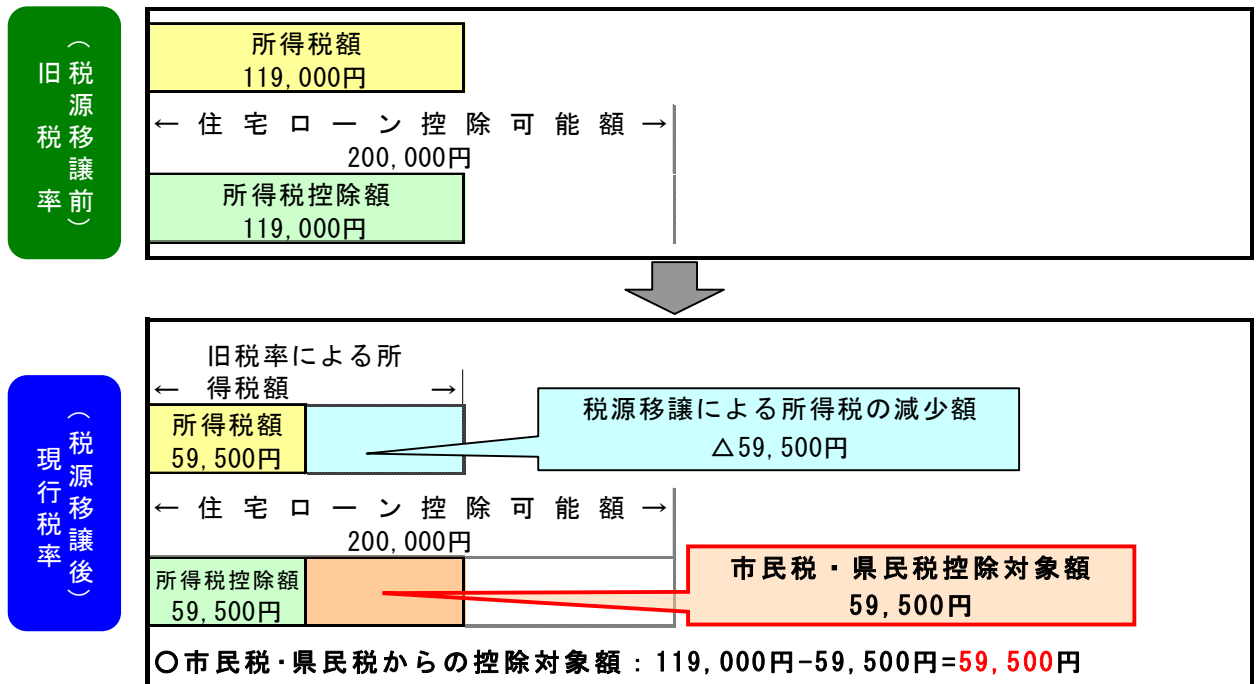 旧税率
（税源移譲前）
所得税額
119,000円
← 住宅ローン控除可能額 →
200,000円
所得税控除額
119,000円
現行税率
（税源移譲後）
旧税率による所
← 得税額 →
所得税額
59,500円
税源移譲による所得税の減少額
△59,500円
← 住宅ローン控除可能額 →
200,000円
所得税控除額
59,500円
市民税・県民税控除対象額
59,500円
○市民税・県民税からの控除対象額：119,000円-59,500円=59,500円